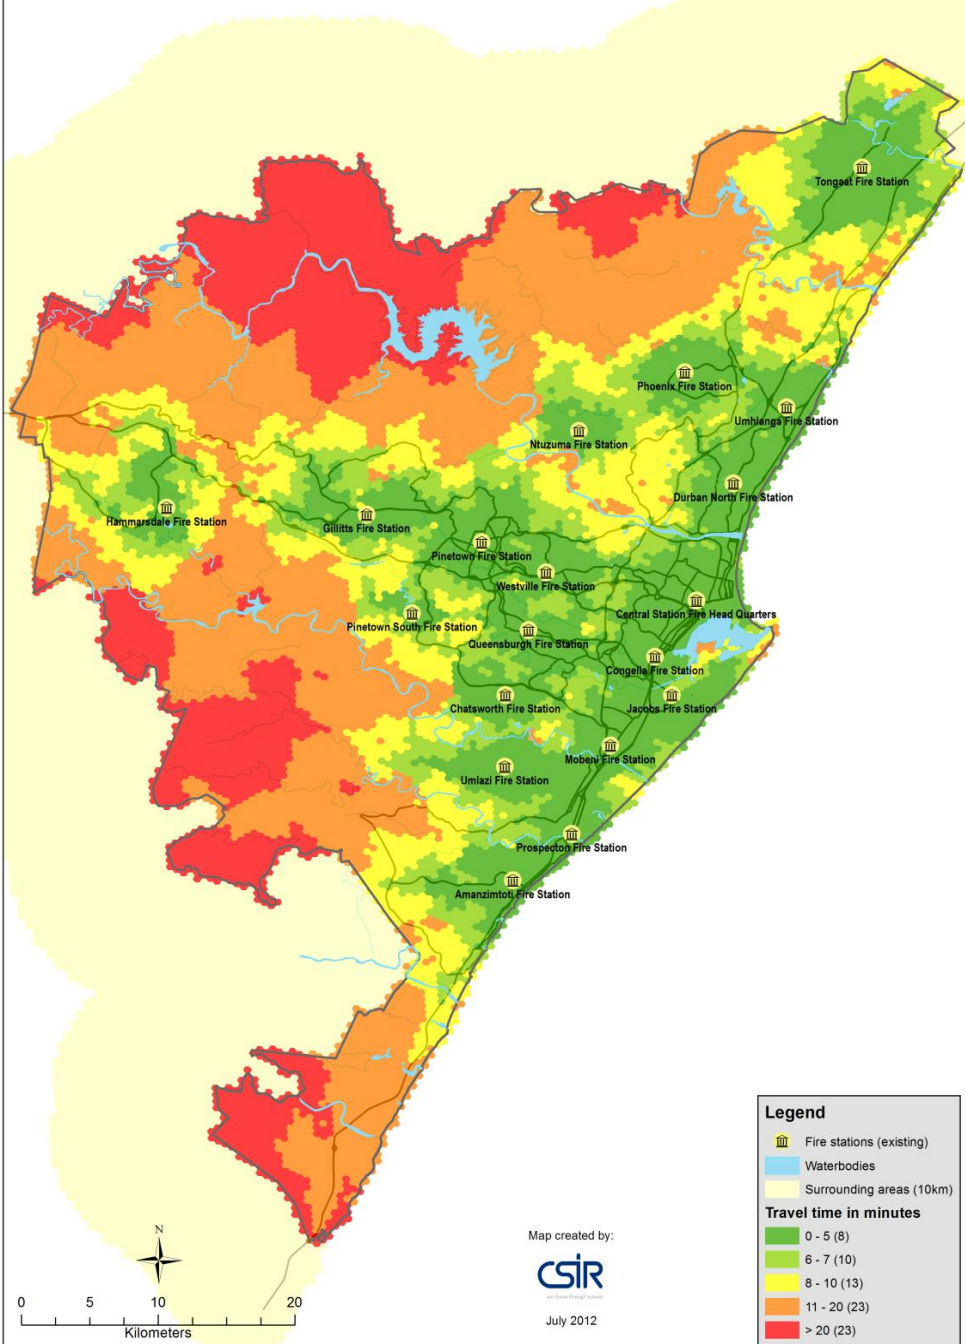 Tongaat Fire Station
Phoenix Fire Station
Umhlanga Fire Station
Ntuzuma Fire Station
Durban North Fire Station
Hammarsdale Fire Station
Gillitts Fire Station
Pinetown Fire Station
Westville Fire Station
Central Station Fire Head Quarters
Pinetown South Fire Station
Queensburgh Fire Station
Congella Fire Station
Chatsworth Fire Station
Jacobs Fire Station
Mobeni Fire Station
Umlazi Fire Station
Prospecton Fire Station
Amanzimtoti Fire Station
N
0 5 10 20
Kilometers
Map created by:
CSIR
our future through science
July 2012
Legend
Fire stations (existing)
Waterbodies
Surrounding areas (10km)
Travel time in minutes
0 - 5 (8)
6 - 7 (10)
8 - 10 (13)
11 - 20 (23)
> 20 (23)